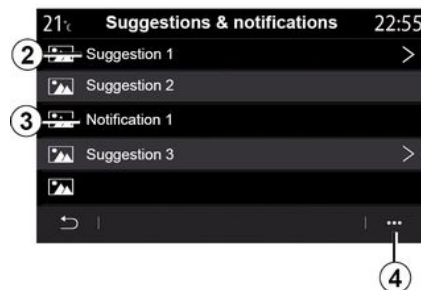 21°c Suggestions & notifications 22:55
2 Suggestion 1
Suggestion 2
3 Notification 1
Suggestion 3
4